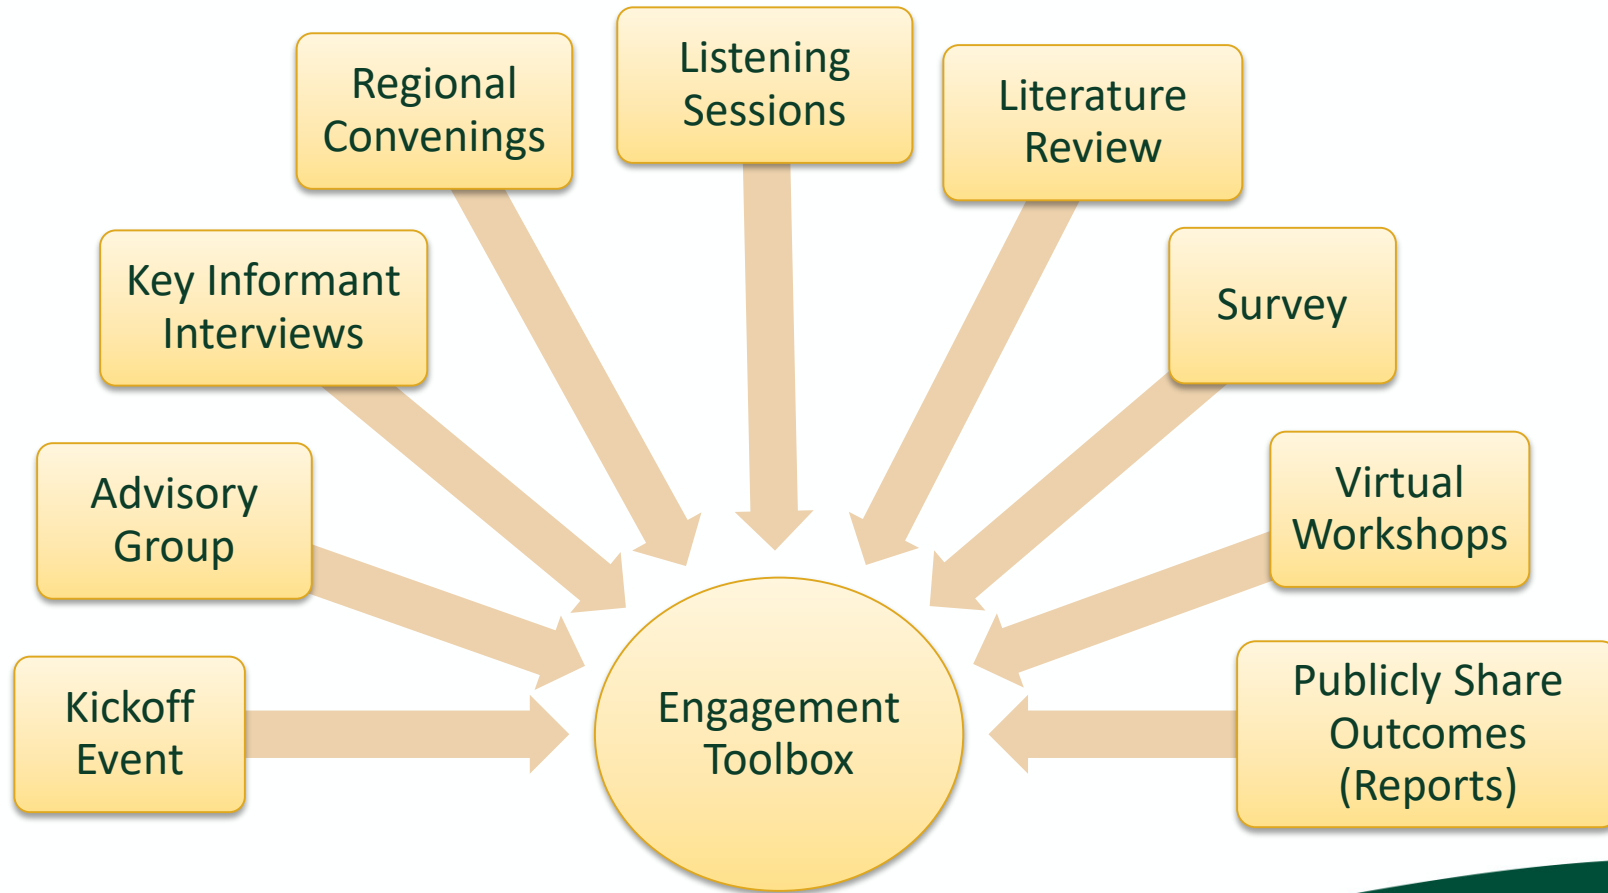 Listening
Sessions
Regional
Convenings
Literature
Review
Key Informant
Interviews
Survey
Advisory
Group
Virtual
Workshops
Kickoff
Event
Engagement
Toolbox
Publicly Share
Outcomes
(Reports)